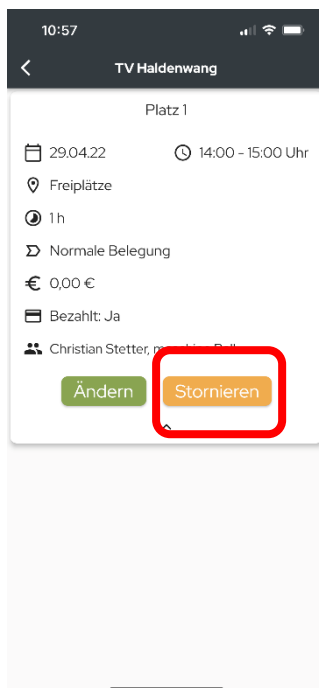 10:57
TV Haldenwang
Platz 1
29.04.22 14:00 - 15:00 Uhr
Freiplätze
1 h
Normale Belegung
€ 0,00 €
Bezahlt: Ja
Christian Stetter,
Ändern Stornieren